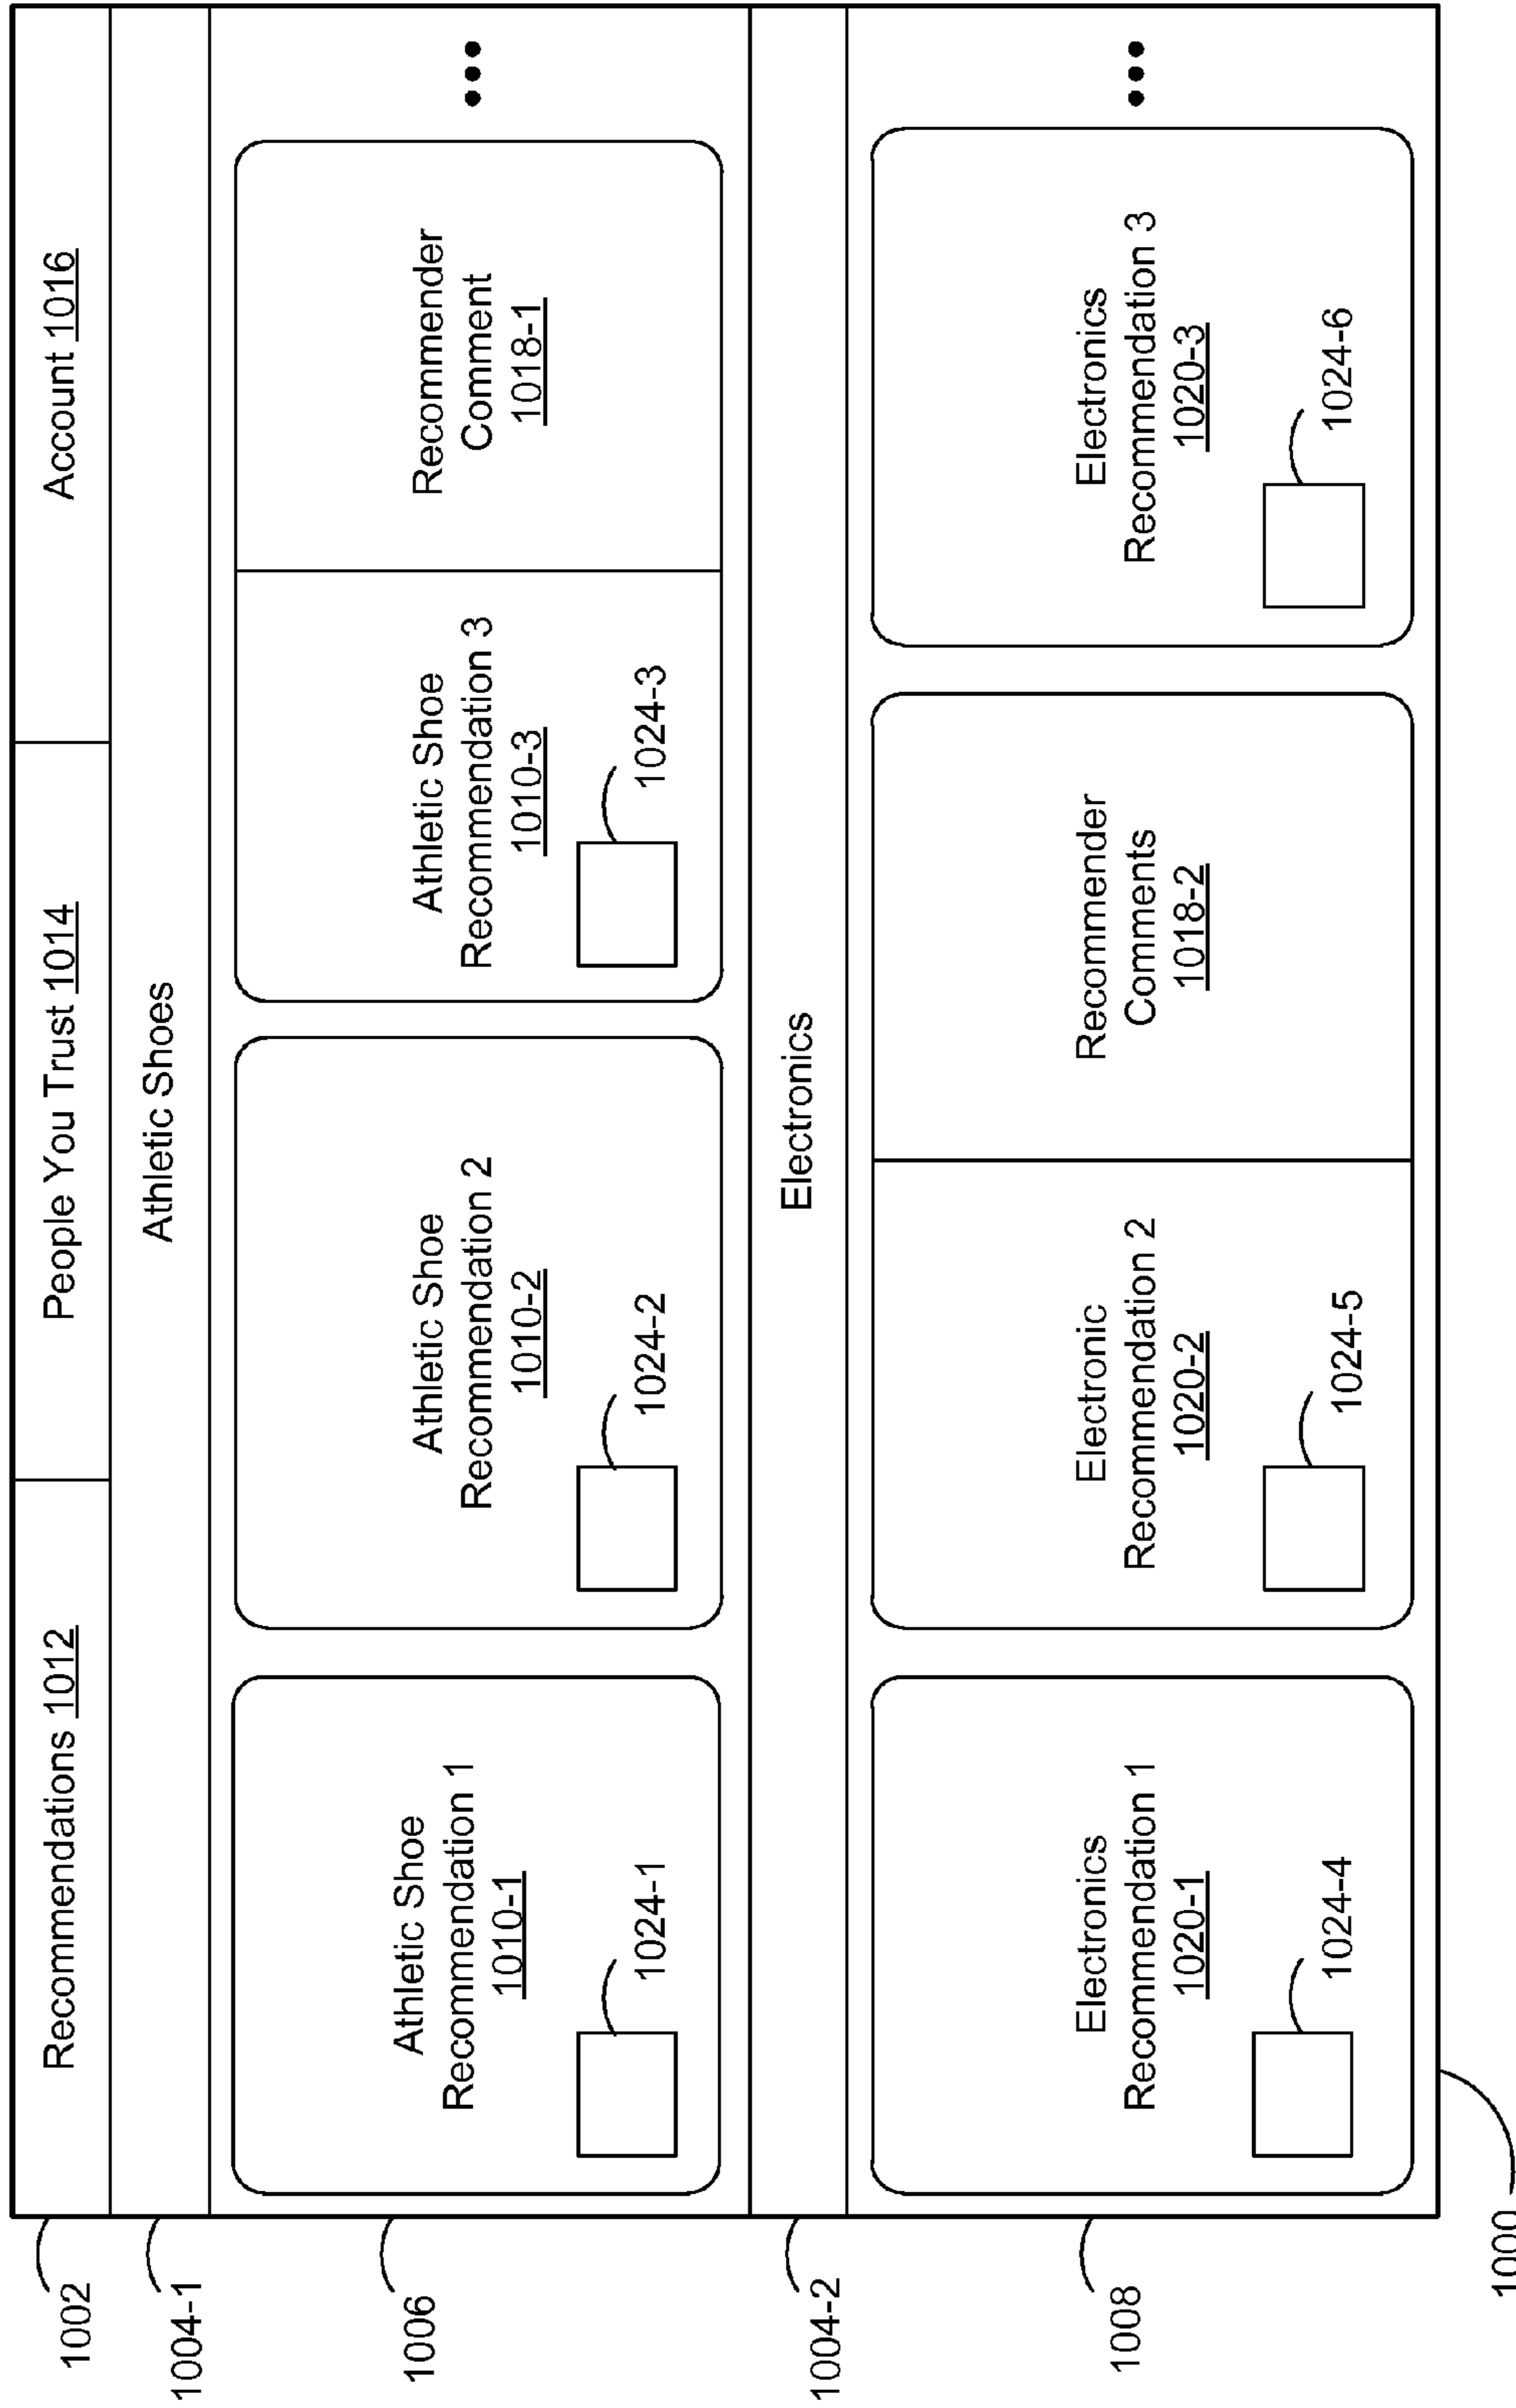 Recommendations 1012
People You Trust 1014
Account 1016
1002
Athletic Shoes
1004-1
Athletic Shoe
Recommendation 1
1010-1
1024-1
Athletic Shoe
Recommendation 2
1010-2
1024-2
Athletic Shoe
Recommendation 3
1010-3
1024-3
Recommender
Comment
1018-1
1006
Electronics
1004-2
Electronics
Recommendation 1
1020-1
1024-4
Electronic
Recommendation 2
1020-2
1024-5
Recommender
Comments
1018-2
Electronics
Recommendation 3
1020-3
1024-6
1008
1000